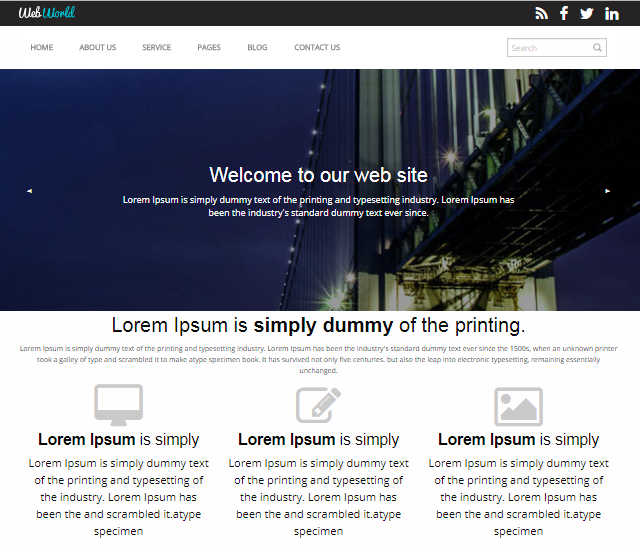 Web World
HOME ABOUT US SERVICE PAGES BLOG CONTACT US Search
Welcome to our web site
Lorem Ipsum is simply dummy text of the printing and typesetting industry. Lorem Ipsum has
been the industry's standard dummy text ever since.
Lorem Ipsum is simply dummy of the printing.
Lorem Ipsum is simply dummy text of the printing and typesetting industry. Lorem Ipsum has been the industry's standard dummy text ever since the 1500s, when an unknown printer
took a galley of type and scrambled it to make atype specimen book. It has survived not only five centuries. but also the leap into electronic typesetting, remaining essentially
unchanged.
Lorem Ipsum is simply
Lorem Ipsum is simply dummy text
of the printing and typesetting of
the industry. Lorem Ipsum has
been the and scrambled it.atype
specimen
Lorem Ipsum is simply
Lorem Ipsum is simply dummy text
of the printing and typesetting of
the industry. Lorem Ipsum has
been the and scrambled it.atype
specimen
Lorem Ipsum is simply
Lorem Ipsum is simply dummy text
of the printing and typesetting of
the industry. Lorem Ipsum has
been the and scrambled it.atype
specimen